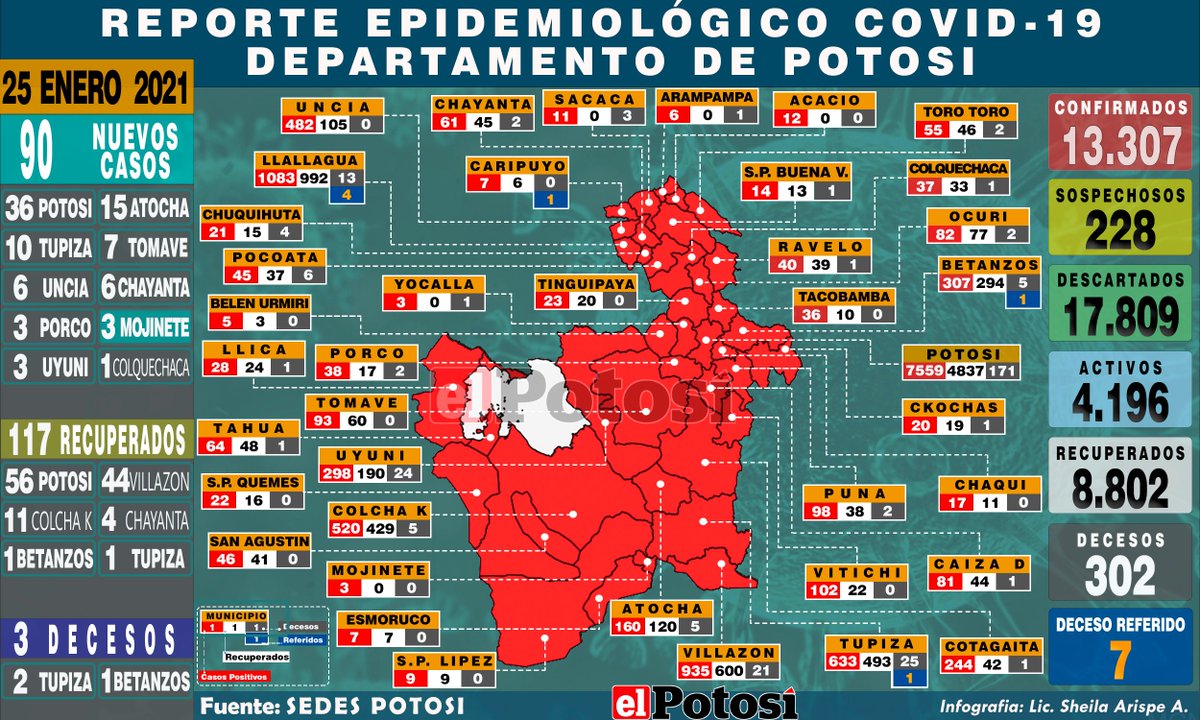 REPORTE EPIDEMIOLÓGICO COVID-19
DEPARTAMENTO DE POTOSI
25 ENERO 2021
90 NUEVOS CASOS
36 POTOSI 15 ATOCHA
10 TUPIZA 7 TOMAVE
6 UNCIA 6 CHAYANTA
3 PORCO 3 MOJINETE
3 UYUNI 1 COLQUECHACA
117 RECUPERADOS
56 POTOSI 44 VILLAZON
11 COLCHA K 4 CHAYANTA
1 BETANZOS 1 TUPIZA
3 DECESOS
2 TUPIZA 1 BETANZOS
UNCIA
482 105 0
CHAYANTA
61 45 2
SACACA
11 0 3
ARAMPAMPA
6 0 1
ACACIO
12 0 0
TORO TORO
55 46 2
LLALLAGUA
1083 992 13
4
CARIPUYO
7 6 0
1
S.P. BUENA V.
14 13 1
COLQUECHACA
37 33 1
CHUQUIHUTA
21 15 4
OCURI
82 77 2
POCOATA
45 37 6
RAVELO
40 39 1
YOCALLA
3 0 1
TINGUIPAYA
23 20 0
BETANZOS
307 294 5
1
BELEN URMIRI
5 3 0
TACOBAMBA
36 10 0
LLICA
28 24 1
PORCO
38 17 2
POTOSI
7559 4837 171
TOMAVE
93 60 0
CKOCHAS
20 19 1
TAHUA
64 48 1
UYUNI
298 190 24
S.P. QUEMES
22 16 0
COLCHA K
520 429 5
PUNA
98 38 2
CHAQUI
17 11 0
SAN AGUSTIN
46 41 0
MOJINETE
3 0 0
VITICHI
102 22 0
CAIZA D
81 44 1
ESMORUCO
7 7 0
ATOCHA
160 120 5
S.P. LIPEZ
9 9 0
VILLAZON
935 600 21
TUPIZA
633 493 25
1
COTAGAITA
244 42 1
MUNICIPIO
1 1 1 Decesos
1 Referidos
Recuperados
Casos Positivos
el Potosí
CONFIRMADOS
13.307
SOSPECHOSOS
228
DESCARTADOS
17.809
ACTIVOS
4.196
RECUPERADOS
8.802
DECESOS
302
DECESO REFERIDO
7
Fuente: SEDES POTOSI
el Potosí
Infografia: Lic. Sheila Arispe A.